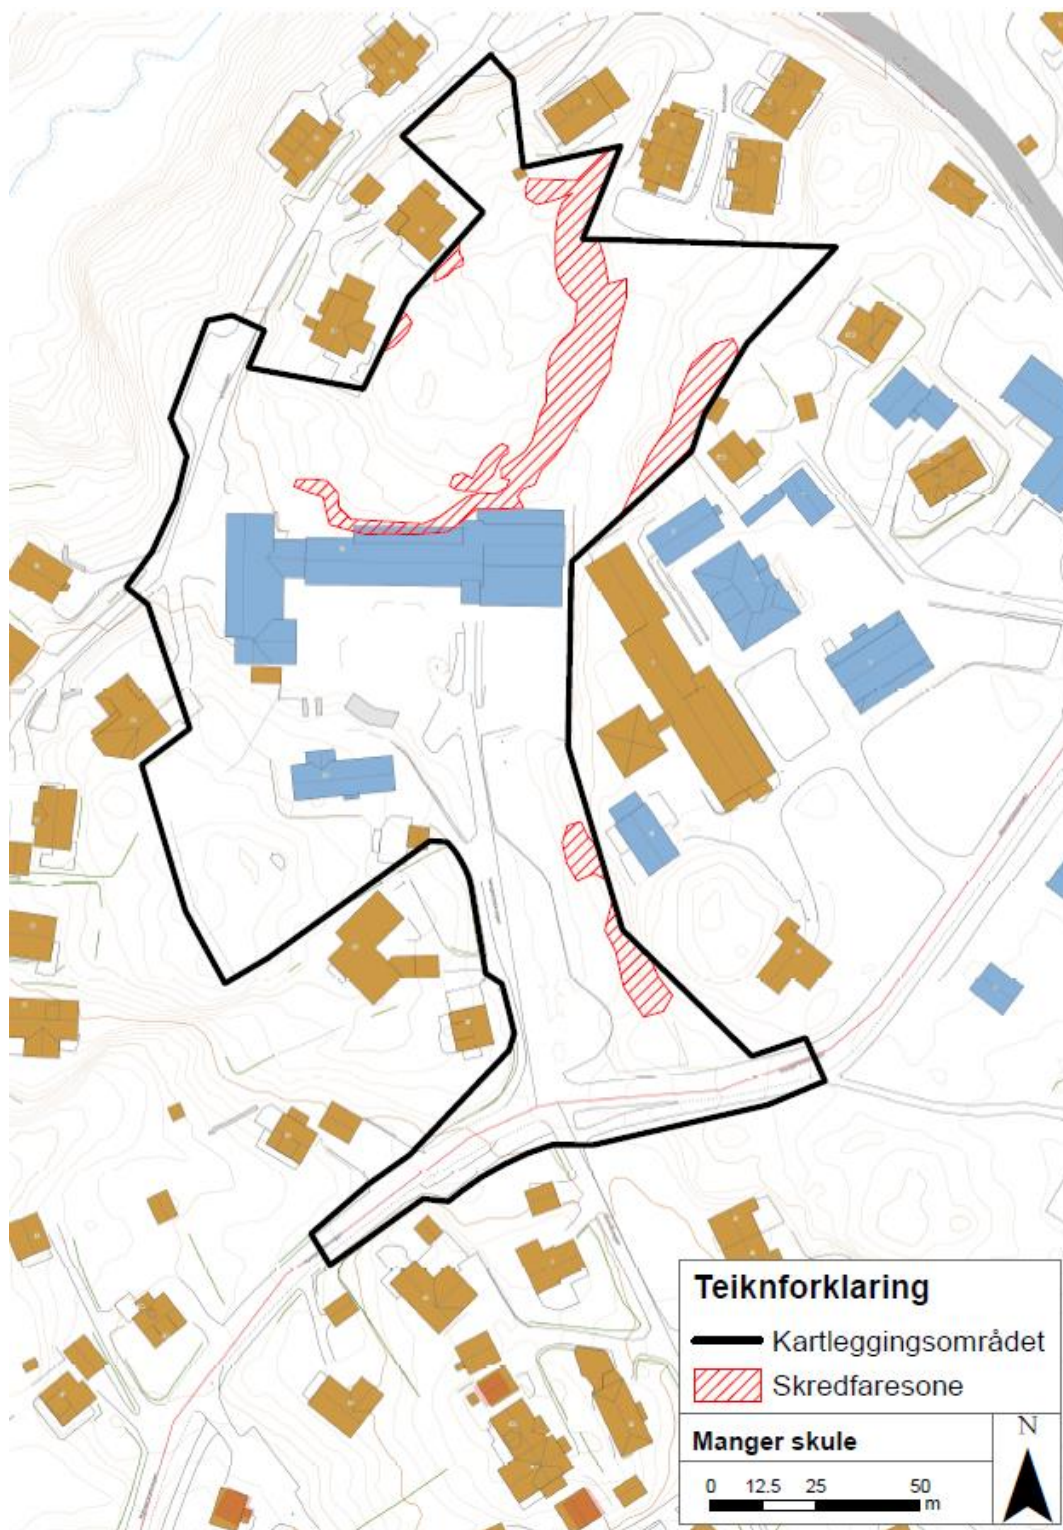 Teiknforklaring
Kartleggingsområdet
Skredfaresone
Manger skule
N
0 12.5 25 50
m